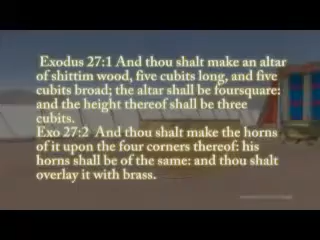 Exodus 27:1 And thou shalt make an altar
of shittim wood, five cubits long, and five
cubits broad; the altar shall be foursquare:
and the height thereof shall be three
cubits.
Exo 27:2  And thou shalt make the horns
of it upon the four corners thereof: his
horns shall be of the same: and thou shalt
overlay it with brass.